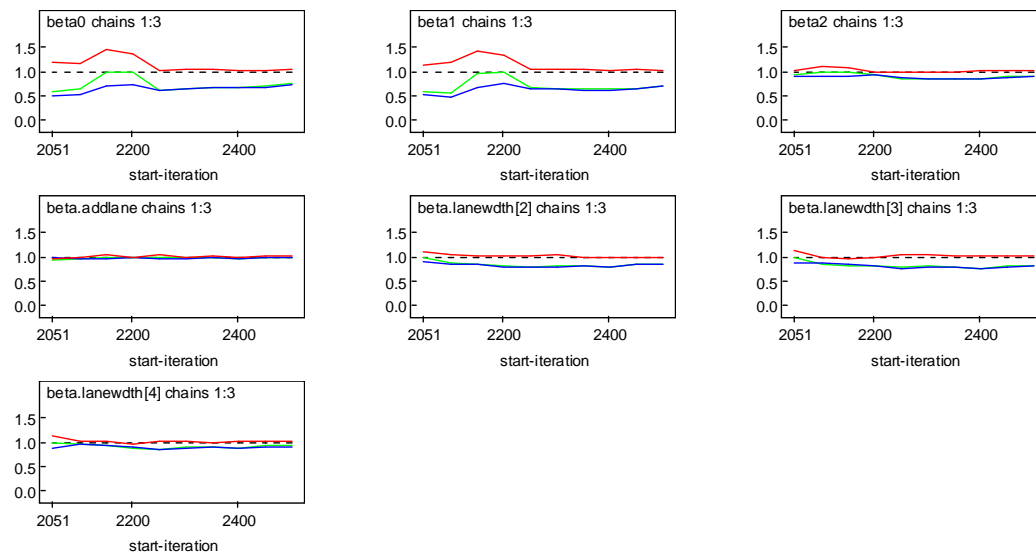 beta0 chains 1:3
1.5
1.0
0.5
0.0
2051 2200 2400
start-iteration
beta1 chains 1:3
1.5
1.0
0.5
0.0
2051 2200 2400
start-iteration
beta2 chains 1:3
1.5
1.0
0.5
0.0
2051 2200 2400
start-iteration
beta.addlane chains 1:3
1.5
1.0
0.5
0.0
2051 2200 2400
start-iteration
beta.lanewdth[2] chains 1:3
1.5
1.0
0.5
0.0
2051 2200 2400
start-iteration
beta.lanewdth[3] chains 1:3
1.5
1.0
0.5
0.0
2051 2200 2400
start-iteration
beta.lanewdth[4] chains 1:3
1.5
1.0
0.5
0.0
2051 2200 2400
start-iteration